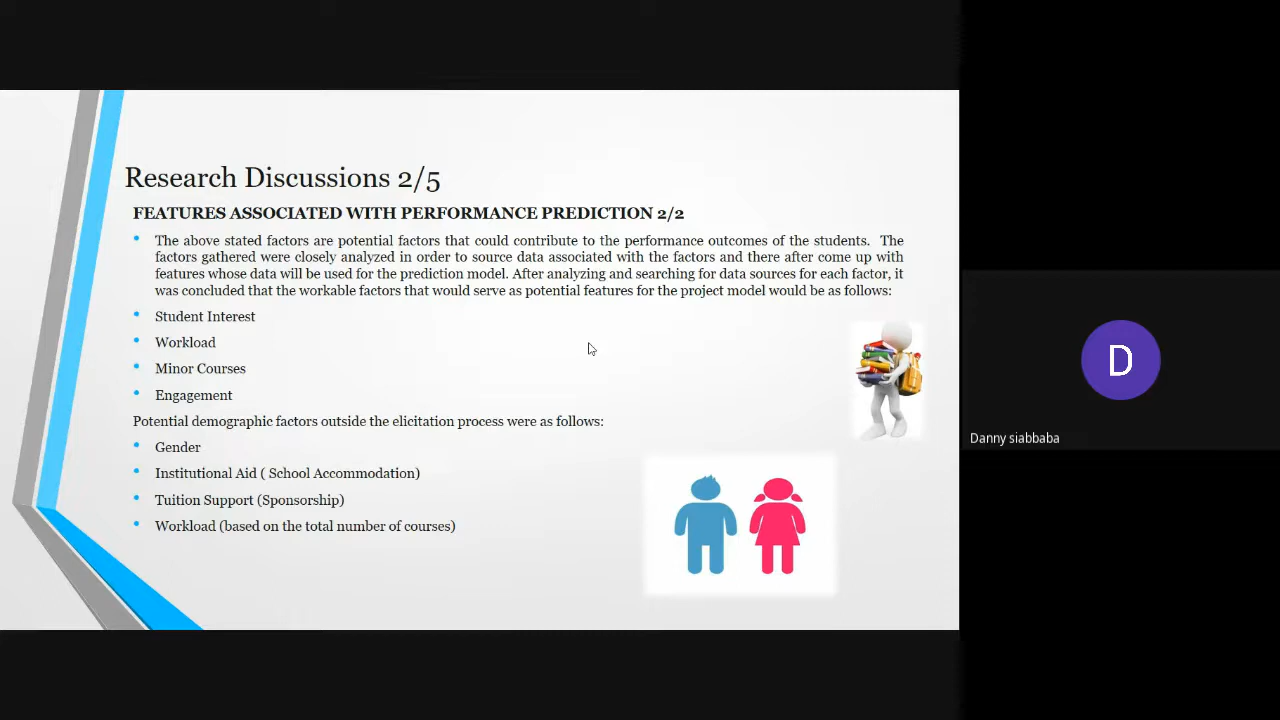 Research Discussions 2/5
FEATURES ASSOCIATED WITH PERFORMANCE PREDICTION 2/2
The above stated factors are potential factors that could contribute to the performance outcomes of the students. The
factors gathered were closely analyzed in order to source data associated with the factors and there after come up with
features whose data will be used for the prediction model. After analyzing and searching for data sources for each factor, it
was concluded that the workable factors that would serve as potential features for the project model would be as follows:
Student Interest
Workload
Minor Courses
Engagement
Potential demographic factors outside the elicitation process were as follows:
Gender
Institutional Aid ( School Accommodation)
Tuition Support (Sponsorship)
Workload (based on the total number of courses)
D
Danny siabbaba